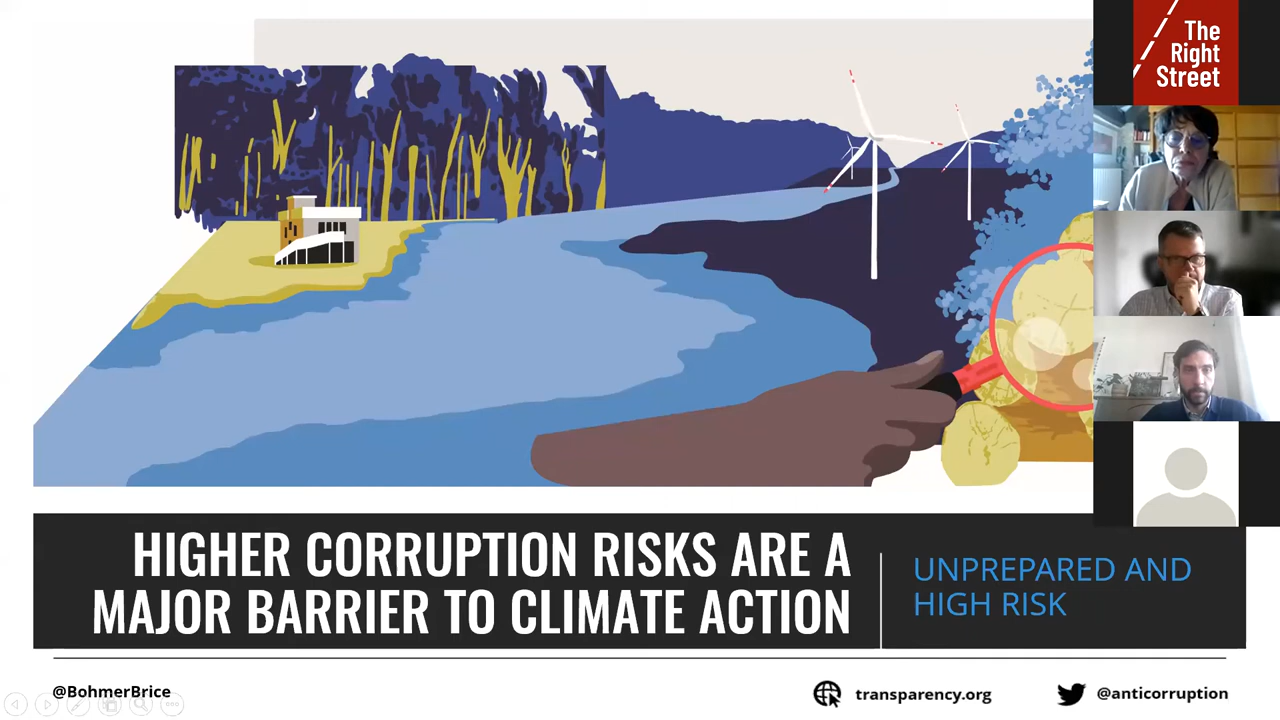 The
Right
Street
HIGHER CORRUPTION RISKS ARE A
MAJOR BARRIER TO CLIMATE ACTION
UNPREPARED AND
HIGH RISK
@BohmerBrice
transparency.org
@anticorruption